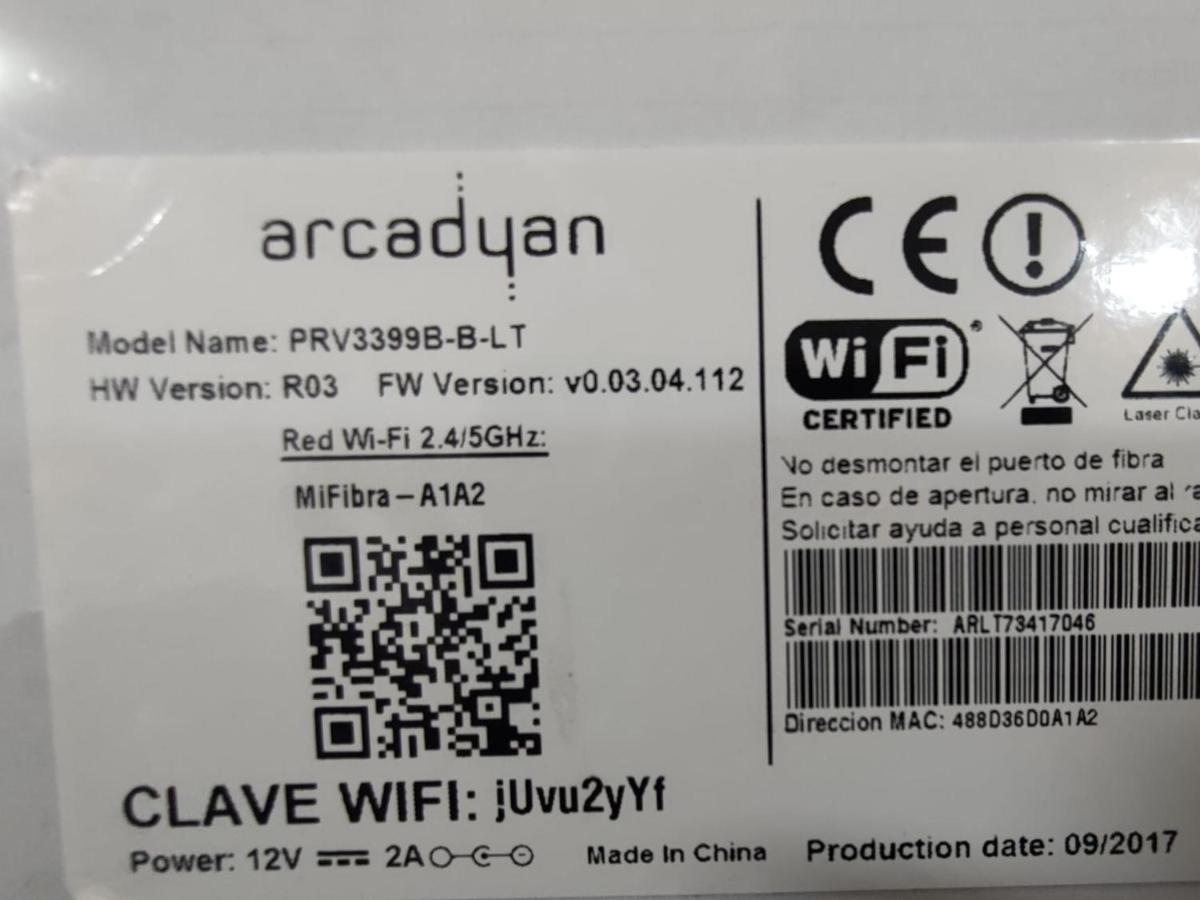 arcadyan
Model Name: PRV3399B-B-LT
HW Version: R03 FW Version: v0.03.04.112
Red Wi-Fi 2.4/5GHz:
MiFibra-A1A2
CLAVE WIFI: jUvu2yYf
Power: 12V 2A
Made In China
CE
Wi Fi
CERTIFIED
Laser
No desmontar el puerto de fibra
En caso de apertura, no mirar al
Solicitar ayuda a personal
Serial Number: ARLT73417046
Direccion MAC: 488D36D0A1A2
Production date: 09/2017